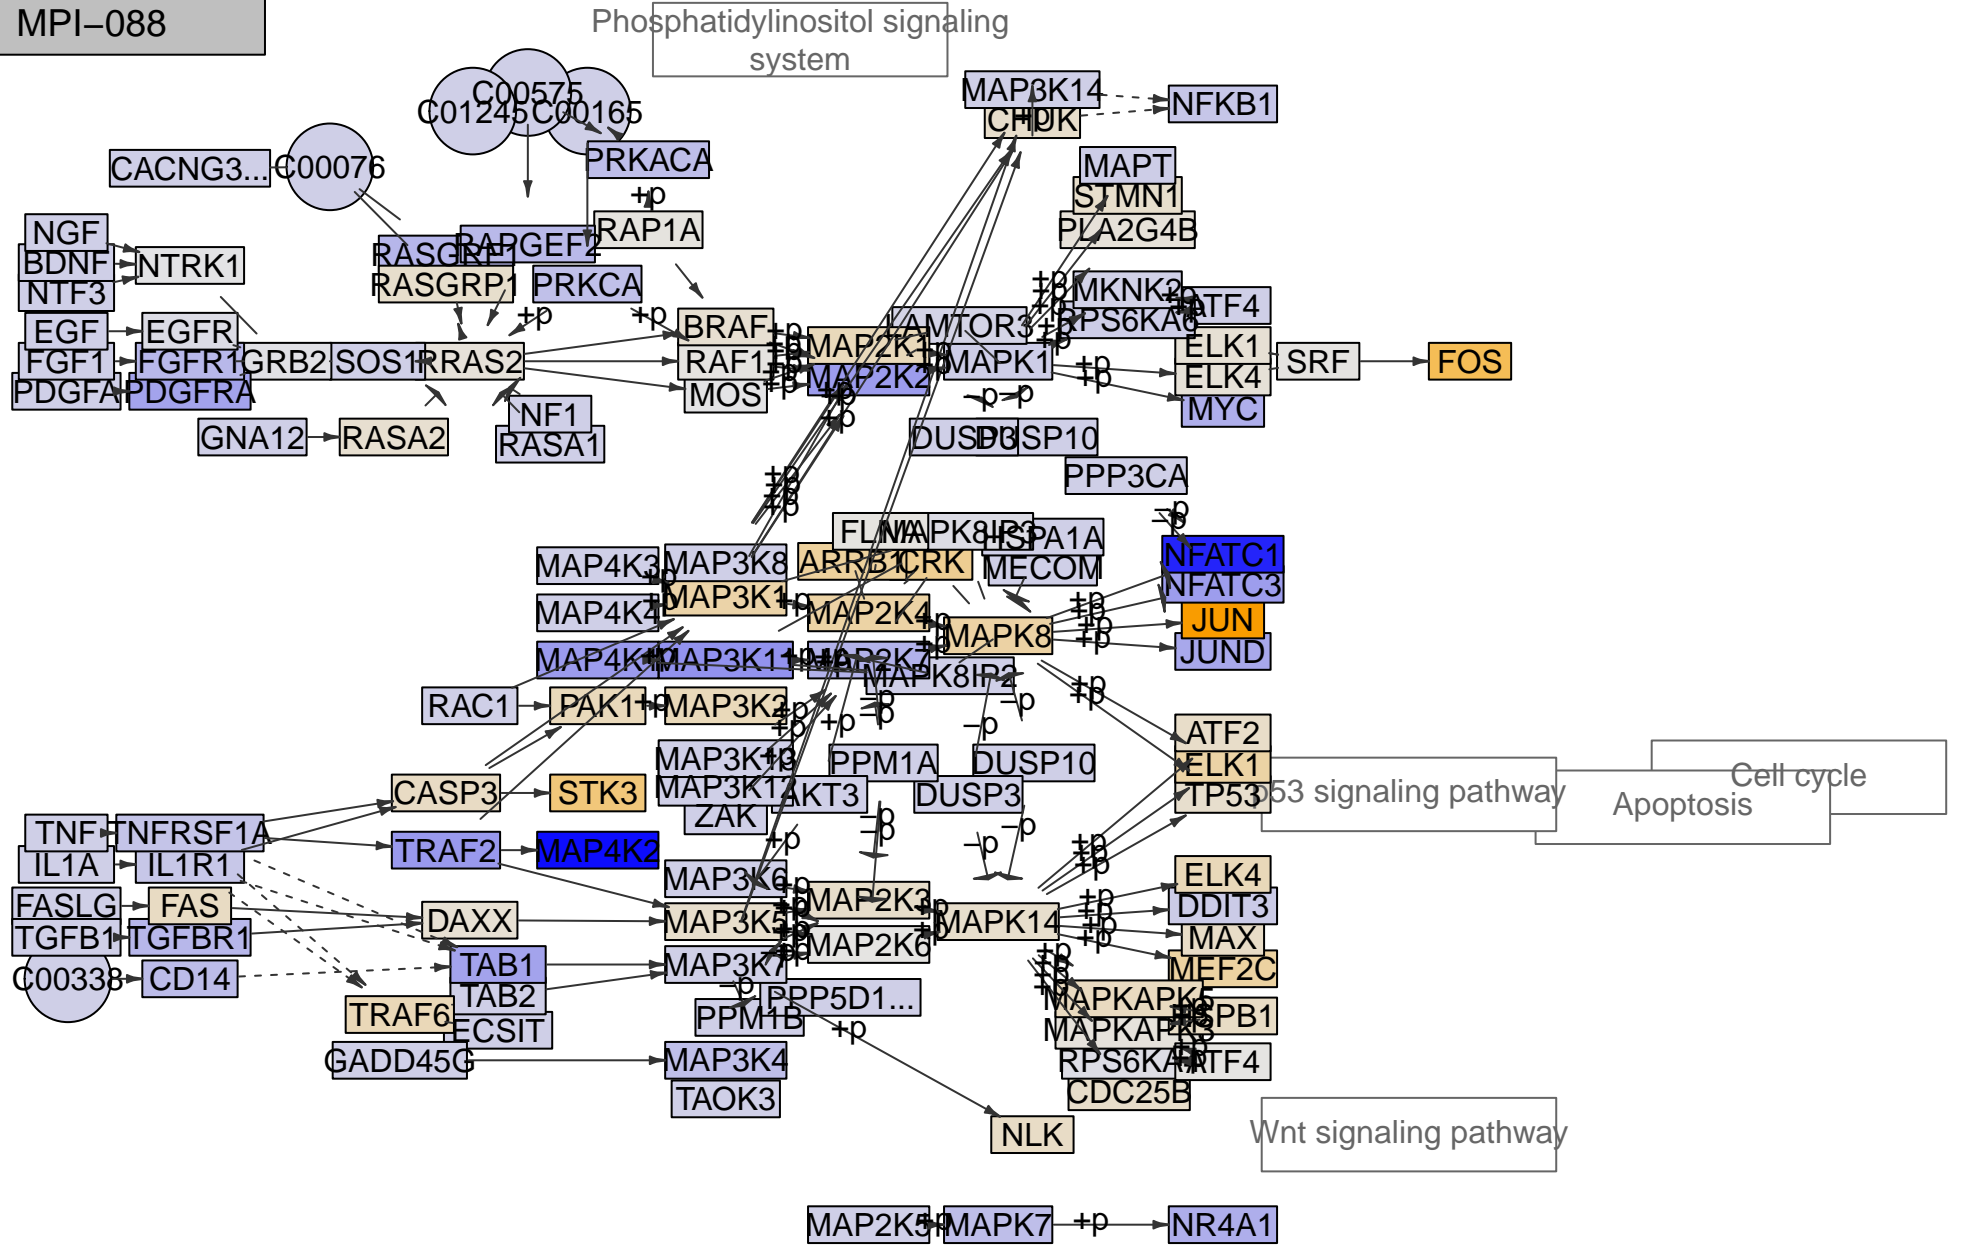 MPI−088
Phosphatidylinositol signaling
system
C00575
C01245
C00165
MAP3K14
CHUK
+p
NFKB1
PRKACA
CACNG3...
C00076
MAPT
STMN1
PLA2G4B
+p
RAP1A
NGF
BDNF
NTF3
NTRK1
RASGRF1
RAPGEF2
RASGRP1
PRKCA
+p
+p
MKNK2
RPS6KA6
ATF4
+p
+p
+p
+p
+p
+p
EGF
EGFR
FGF1
FGFR1
PDGFA
PDGFRA
GRB2
SOS1
RRAS2
BRAF
RAF1
MOS
+p
+p
+p
+p
+p
MAP2K1
MAP2K2
+p
+p
LAMTOR3
MAPK1
+p
+p
ELK1
ELK4
MYC
SRF
FOS
+p
+p
−p
−p
GNA12
RASA2
NF1
RASA1
DUSP3
DUSP10
PPP3CA
+p
+p
+p
+p
−p
−p
FLNA
MAPK8IP3
HSPA1A
MECOM
MAP4K3
MAP3K8
ARRB1
CRK
NFATC1
NFATC3
+p
MAP3K1
MAP4K4
+p
+p
MAP2K4
+p
MAPK8
+p
+p
+p
+p
JUN
JUND
MAP4K1
+p
MAP3K11
+p
+p
MAP2K7
+p
MAPK8IP2
RAC1
PAK1
+p
MAP3K2
+p
+p
+p
−p
−p
−p
−p
+p
+p
ATF2
ELK1
TP53
MAP3K13
MAP3K12
ZAK
+p
AKT3
PPM1A
DUSP10
DUSP3
p53 signaling pathway
Cell cycle
Apoptosis
CASP3
STK3
TNF
TNFRSF1A
IL1A
IL1R1
TRAF2
MAP4K2
+p
−p
−p
−p
−p
+p
+p
+p
FASLG
FAS
TGFB1
TGFBR1
DAXX
MAP3K6
MAP3K5
MAP3K7
+p
+p
+p
+p
+p
MAP2K3
MAP2K6
+p
+p
MAPK14
+p
+p
+p
+p
ELK4
DDIT3
MAX
MEF2C
C00338
CD14
TAB1
TAB2
ECSIT
TRAF6
−p
PPM1B
PPP5D1...
+p
+p
+p
+p
MAPKAPK5
MAPKAPK3
HSPB1
+p
+p
GADD45G
MAP3K4
TAOK3
ATF4
+p
+p
CDC25B
NLK
Wnt signaling pathway
MAP2K5
+p
MAPK7
+p
NR4A1